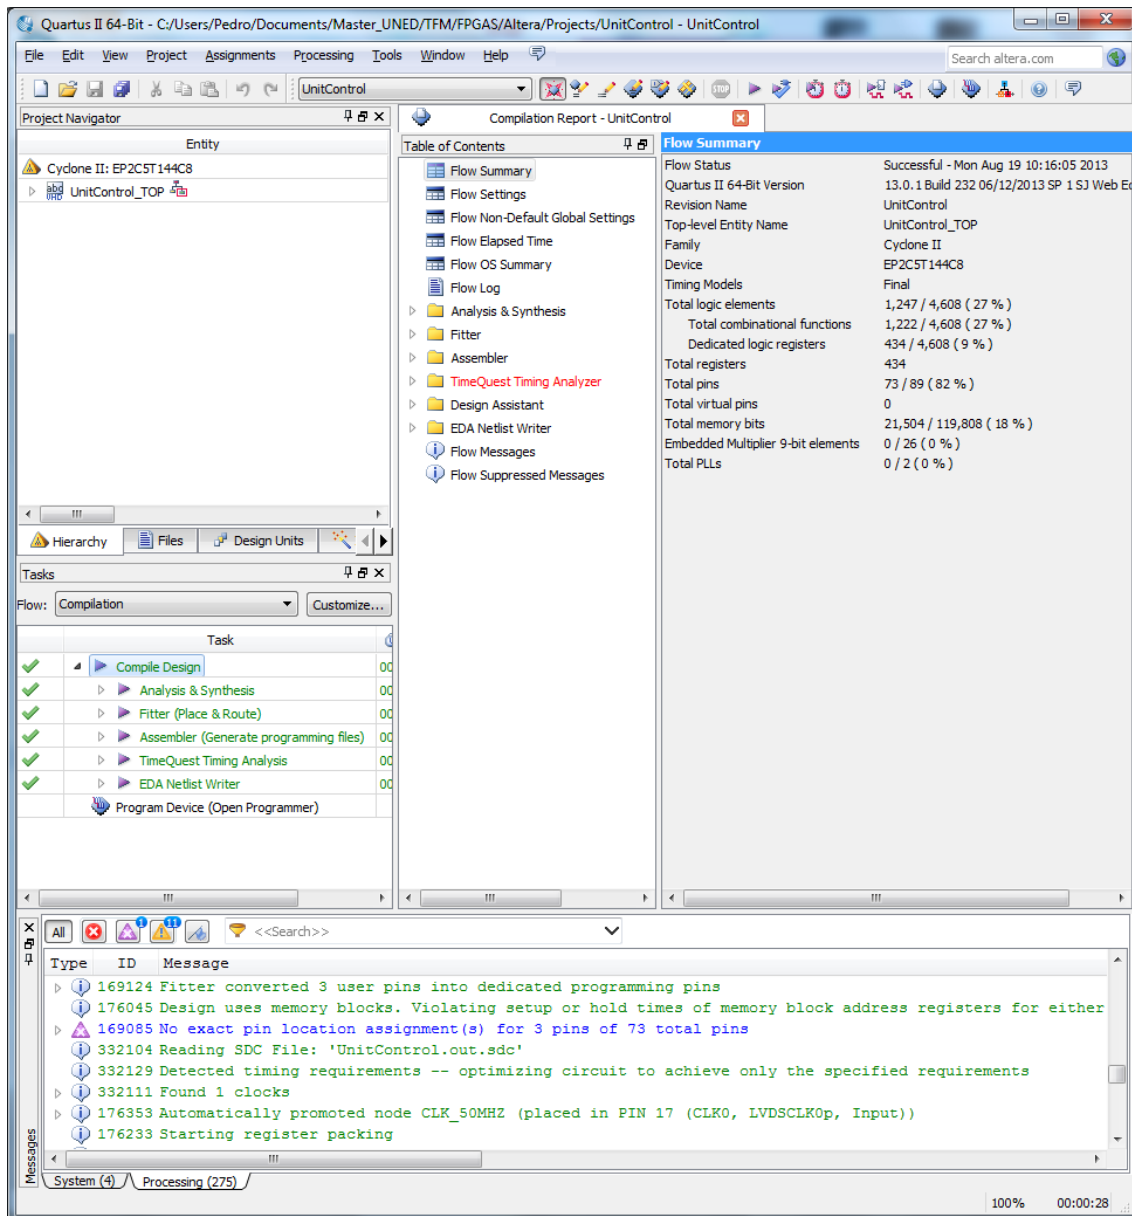 Quartus II 64-Bit - C:/Users/Pedro/Documents/Master_UNED/TFM/FPGAS/Altera/Projects/UnitControl - UnitControl
File Edit View Project Assignments Processing Tools Window Help
Search altera.com
UnitControl
Project Navigator
Entity
Cyclone II: EP2C5T144C8
UnitControl_TOP
Hierarchy Files Design Units
Tasks
Flow: Compilation Customize...
Task
Compile Design 00
Analysis & Synthesis 00
Fitter (Place & Route) 00
Assembler (Generate programming files) 00
TimeQuest Timing Analysis 00
EDA Netlist Writer 00
Program Device (Open Programmer)
Compilation Report - UnitControl
Table of Contents
Flow Summary
Flow Settings
Flow Non-Default Global Settings
Flow Elapsed Time
Flow OS Summary
Flow Log
Analysis & Synthesis
Fitter
Assembler
TimeQuest Timing Analyzer
Design Assistant
EDA Netlist Writer
Flow Messages
Flow Suppressed Messages
Flow Summary
Flow Status Successful - Mon Aug 19 10:16:05 2013
Quartus II 64-Bit Version 13.0.1 Build 232 06/12/2013 SP 1 SJ Web Ed
Revision Name UnitControl
Top-level Entity Name UnitControl_TOP
Family Cyclone II
Device EP2C5T144C8
Timing Models Final
Total logic elements 1,247 / 4,608 ( 27 % )
Total combinational functions 1,222 / 4,608 ( 27 % )
Dedicated logic registers 434 / 4,608 ( 9 % )
Total registers 434
Total pins 73 / 89 ( 82 % )
Total virtual pins 0
Total memory bits 21,504 / 119,808 ( 18 % )
Embedded Multiplier 9-bit elements 0 / 26 ( 0 % )
Total PLLs 0 / 2 ( 0 % )
All 1 11 <<Search>>
Type ID Message
169124 Fitter converted 3 user pins into dedicated programming pins
176045 Design uses memory blocks. Violating setup or hold times of memory block address registers for either
169085 No exact pin location assignment(s) for 3 pins of 73 total pins
332104 Reading SDC File: 'UnitControl.out.sdc'
332129 Detected timing requirements -- optimizing circuit to achieve only the specified requirements
332111 Found 1 clocks
176353 Automatically promoted node CLK_50MHZ (placed in PIN 17 (CLK0, LVDSCLK0p, Input))
176233 Starting register packing
Messages
System (4) Processing (275)
100% 00:00:28